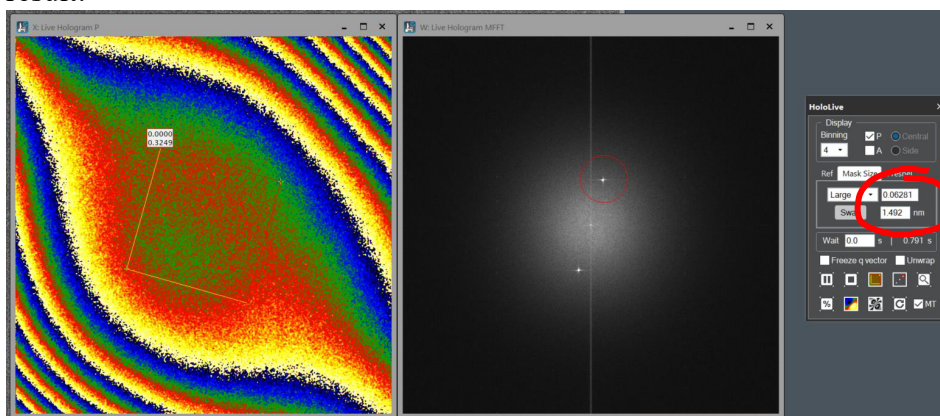 X: Live Hologram P
W: Live Hologram MFFT
0.0000
0.3249
HoloLive
Display
Binning
P
Central
4
A
Side
Ref
Mask Size
Large
0.06281
1.492
nm
Wait
0.0
s
|
0.791 s
Freeze q vector
Unwrap
%
MT